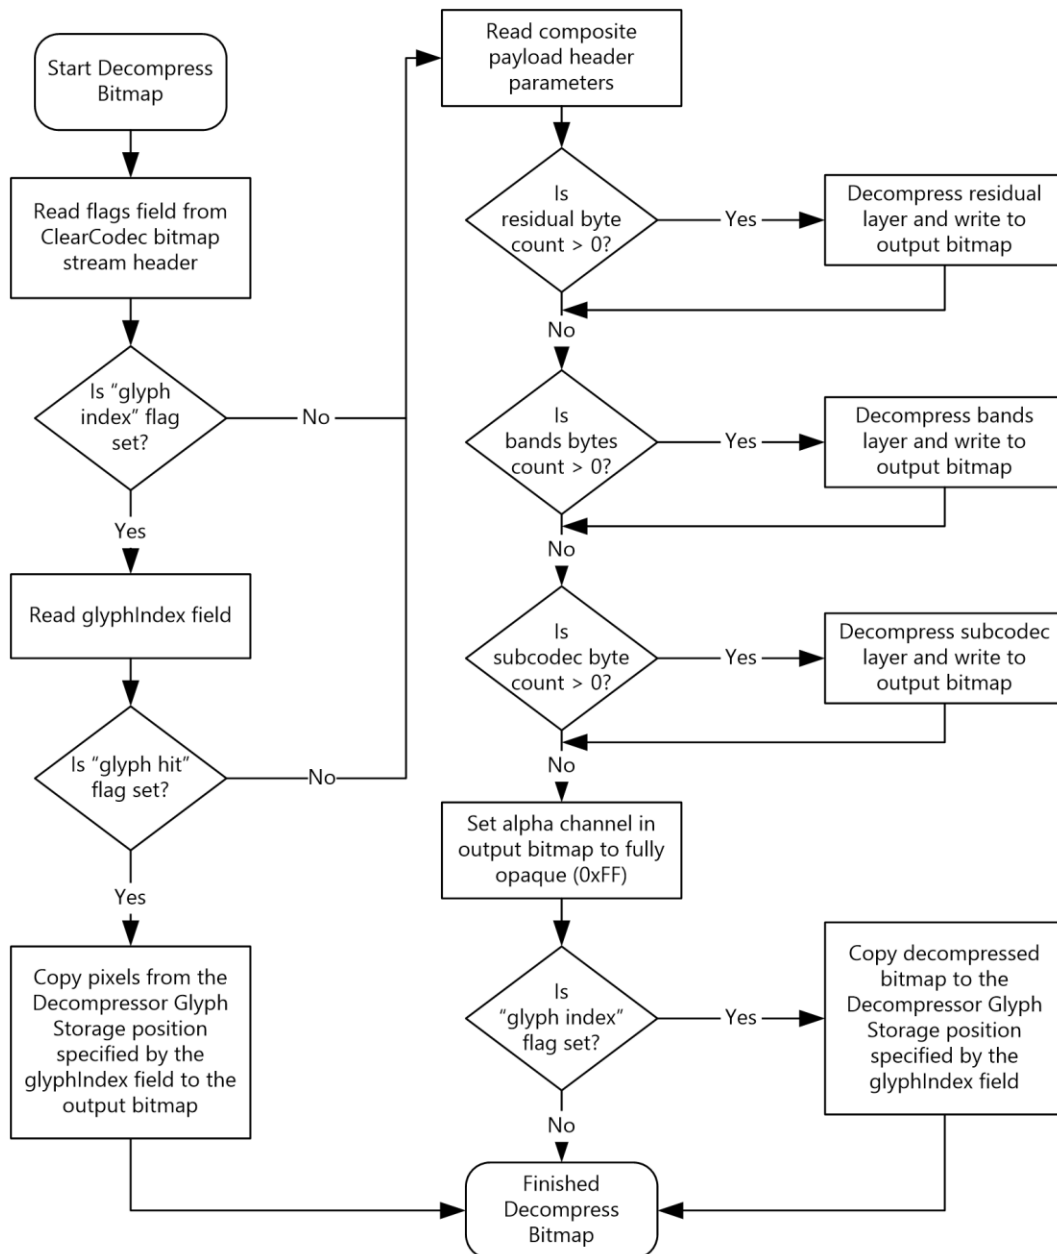 Start Decompress
Bitmap
Read flags field from
ClearCodec bitmap
stream header
Is “glyph
index” flag
set?
No
Yes
Read glyphIndex field
Is “glyph hit”
flag set?
No
Yes
Copy pixels from the
Decompressor Glyph
Storage position
specified by the
glyphIndex field to the
output bitmap
Read composite
payload header
parameters
Is
residual byte
count > 0?
Yes
Decompress residual
layer and write to
output bitmap
No
Is
bands bytes
count > 0?
Yes
Decompress bands
layer and write to
output bitmap
No
Is
subcodec byte
count > 0?
Yes
Decompress subcodec
layer and write to
output bitmap
No
Set alpha channel in
output bitmap to fully
opaque (0xFF)
Is
“glyph index”
flag set?
Yes
Copy decompressed
bitmap to the
Decompressor Glyph
Storage position
specified by the
glyphIndex field
No
Finished
Decompress
Bitmap